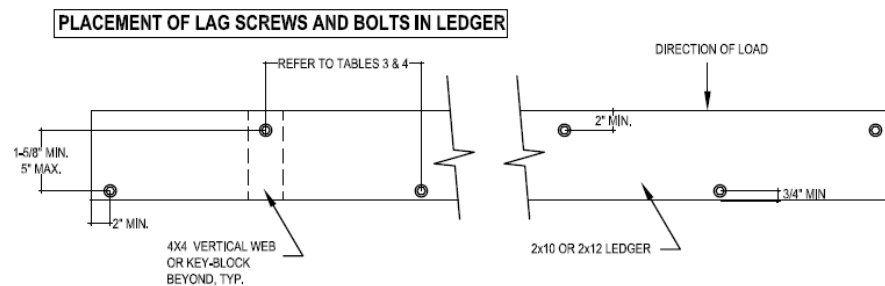 PLACEMENT OF LAG SCREWS AND BOLTS IN LEDGER
REFER TO TABLES 3 & 4
DIRECTION OF LOAD
2" MIN.
1-5/8" MIN.
5" MAX.
3/4" MIN
2" MIN.
4X4 VERTICAL WEB
OR KEY-BLOCK
BEYOND, TYP.
2x10 OR 2x12 LEDGER